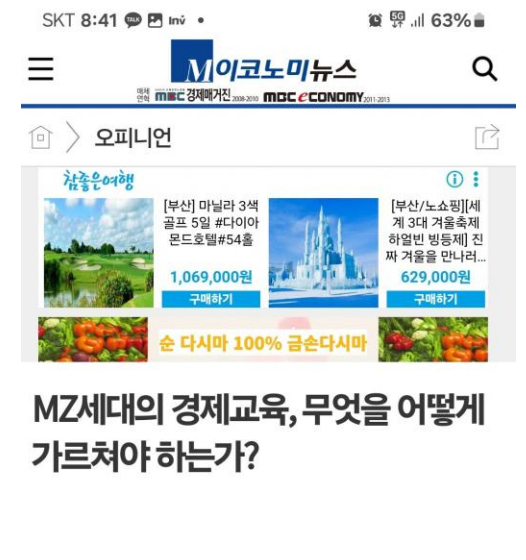 SKT 8:41 TALK Inv •
5G 63%
M이코노미뉴스
매체연혁 mBC 경제매거진 2008-2010 MBC eCONOMY 2011-2013
오피니언
참좋은여행
[부산] 마닐라 3색
골프 5일 #다이아
몬드호텔#54홀
1,069,000원
구매하기
[부산/노쇼핑][세
계 3대 겨울축제
하얼빈 빙등제] 진
짜 겨울을 만나러...
629,000원
구매하기
순 다시마 100% 금손다시마
MZ세대의 경제교육, 무엇을 어떻게
가르쳐야 하는가?